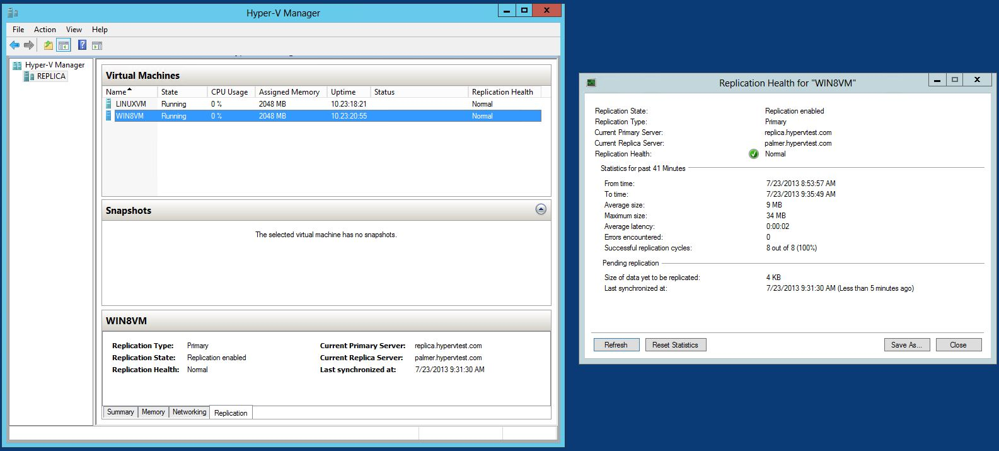 Hyper-V Manager
File Action View Help
Hyper-V Manager
REPLICA
Virtual Machines
Name State CPU Usage Assigned Memory Uptime Status Replication Health
LINUXVM Running 0 % 2048 MB 10.23:18:21 Normal
WIN8VM Running 0 % 2048 MB 10.23:20:55 Normal
Snapshots
The selected virtual machine has no snapshots.
WIN8VM
Replication Type: Primary Current Primary Server: replica.hypervtest.com
Replication State: Replication enabled Current Replica Server: palmer.hypervtest.com
Replication Health: Normal Last synchronized at: 7/23/2013 9:31:30 AM
Summary Memory Networking Replication
Replication Health for "WIN8VM"
Replication State: Replication enabled
Replication Type: Primary
Current Primary Server: replica.hypervtest.com
Current Replica Server: palmer.hypervtest.com
Replication Health: Normal
Statistics for past 41 Minutes
From time: 7/23/2013 8:53:57 AM
To time: 7/23/2013 9:35:49 AM
Average size: 9 MB
Maximum size: 34 MB
Average latency: 0:00:02
Errors encountered: 0
Successful replication cycles: 8 out of 8 (100%)
Pending replication
Size of data yet to be replicated: 4 KB
Last synchronized at: 7/23/2013 9:31:30 AM (Less than 5 minutes ago)
Refresh Reset Statistics Save As... Close